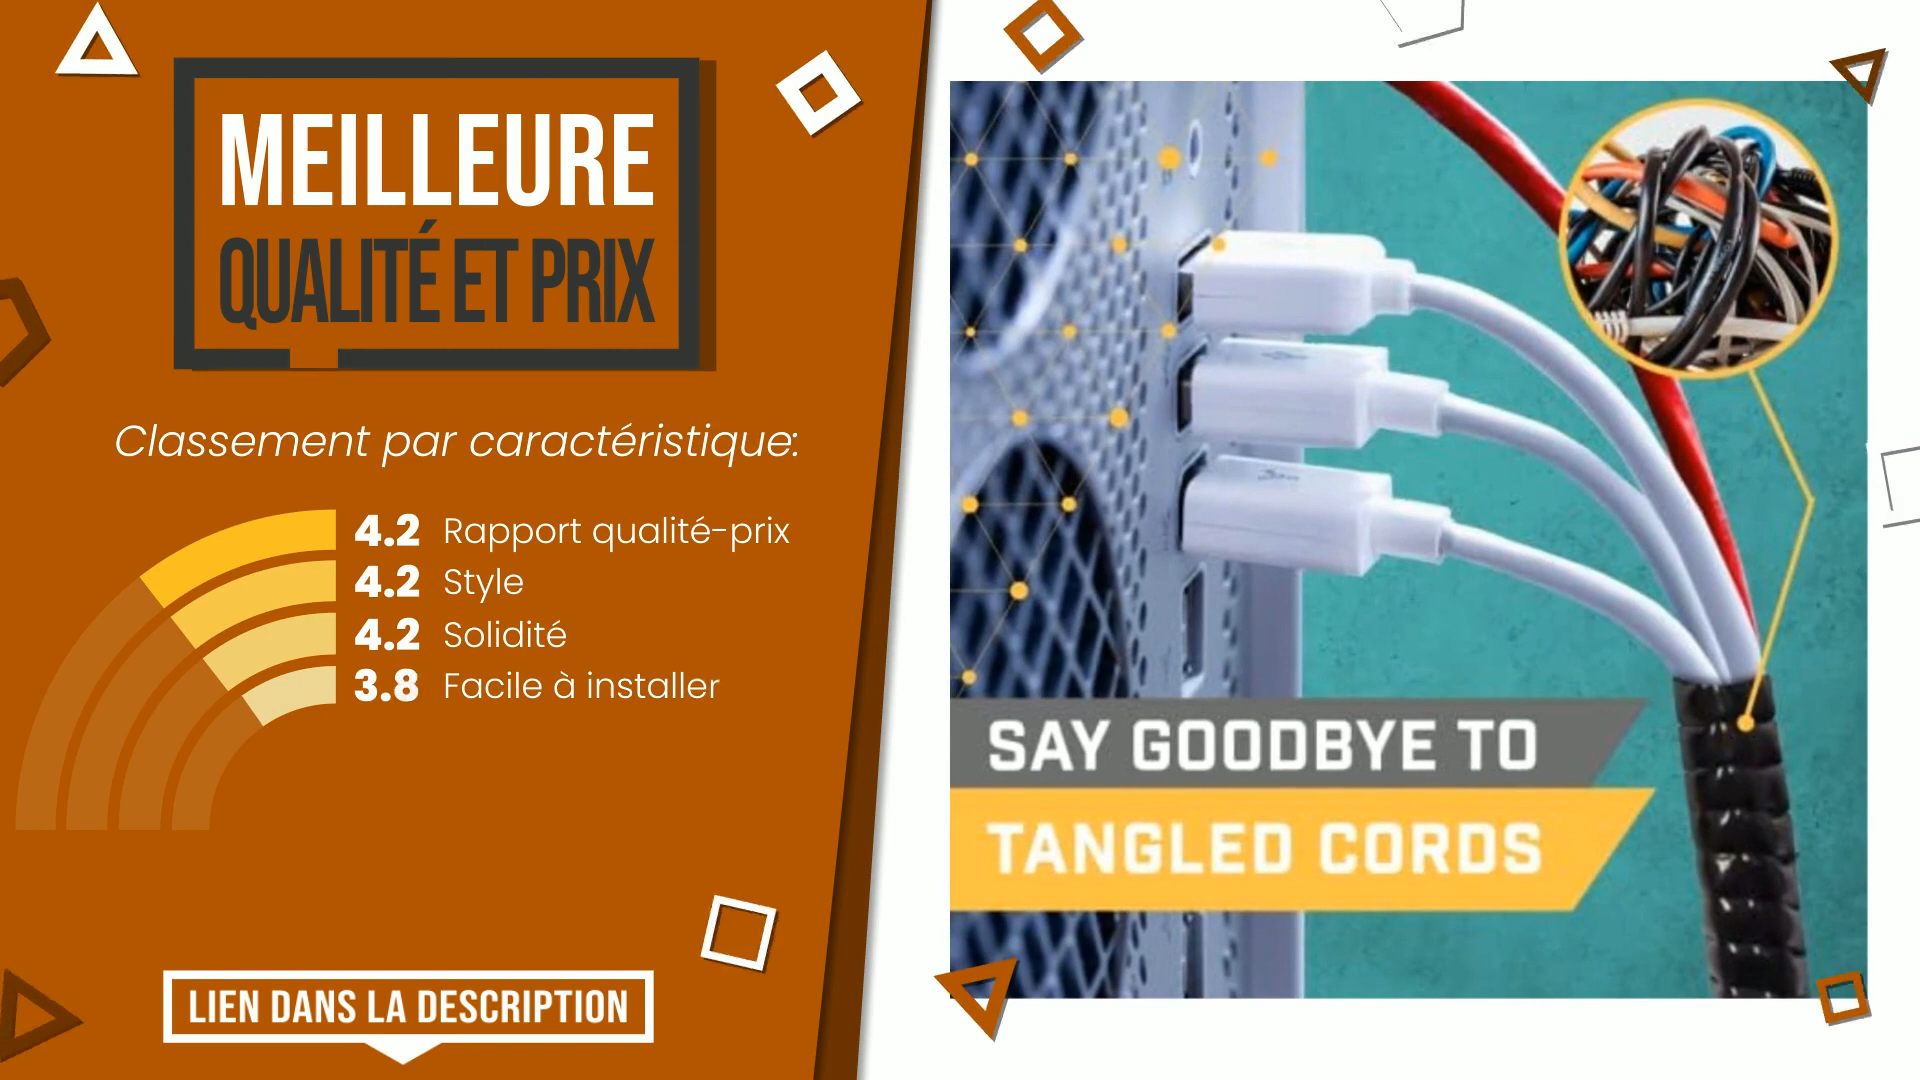 MEILLEURE
QUALITÉ ET PRIX
Classement par caractéristique:
4.2 Rapport qualité-prix
4.2 Style
4.2 Solidité
3.8 Facile à installer
LIEN DANS LA DESCRIPTION
SAY GOODBYE TO
TANGLED CORDS